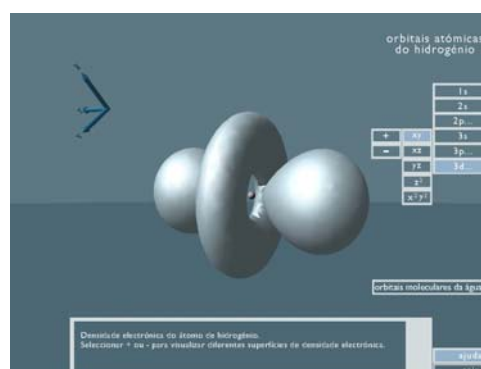 orbitais atómicas
do hidrogénio
1s
2s
2p...
3s
3p...
3d...
+
-
xy
xz
yz
z²
x²y²
orbitais moleculares da água
Densidade electrónica do átomo de hidrogénio.
Seleccionar + ou - para visualizar diferentes superfícies de densidade electrónica.
ajuda